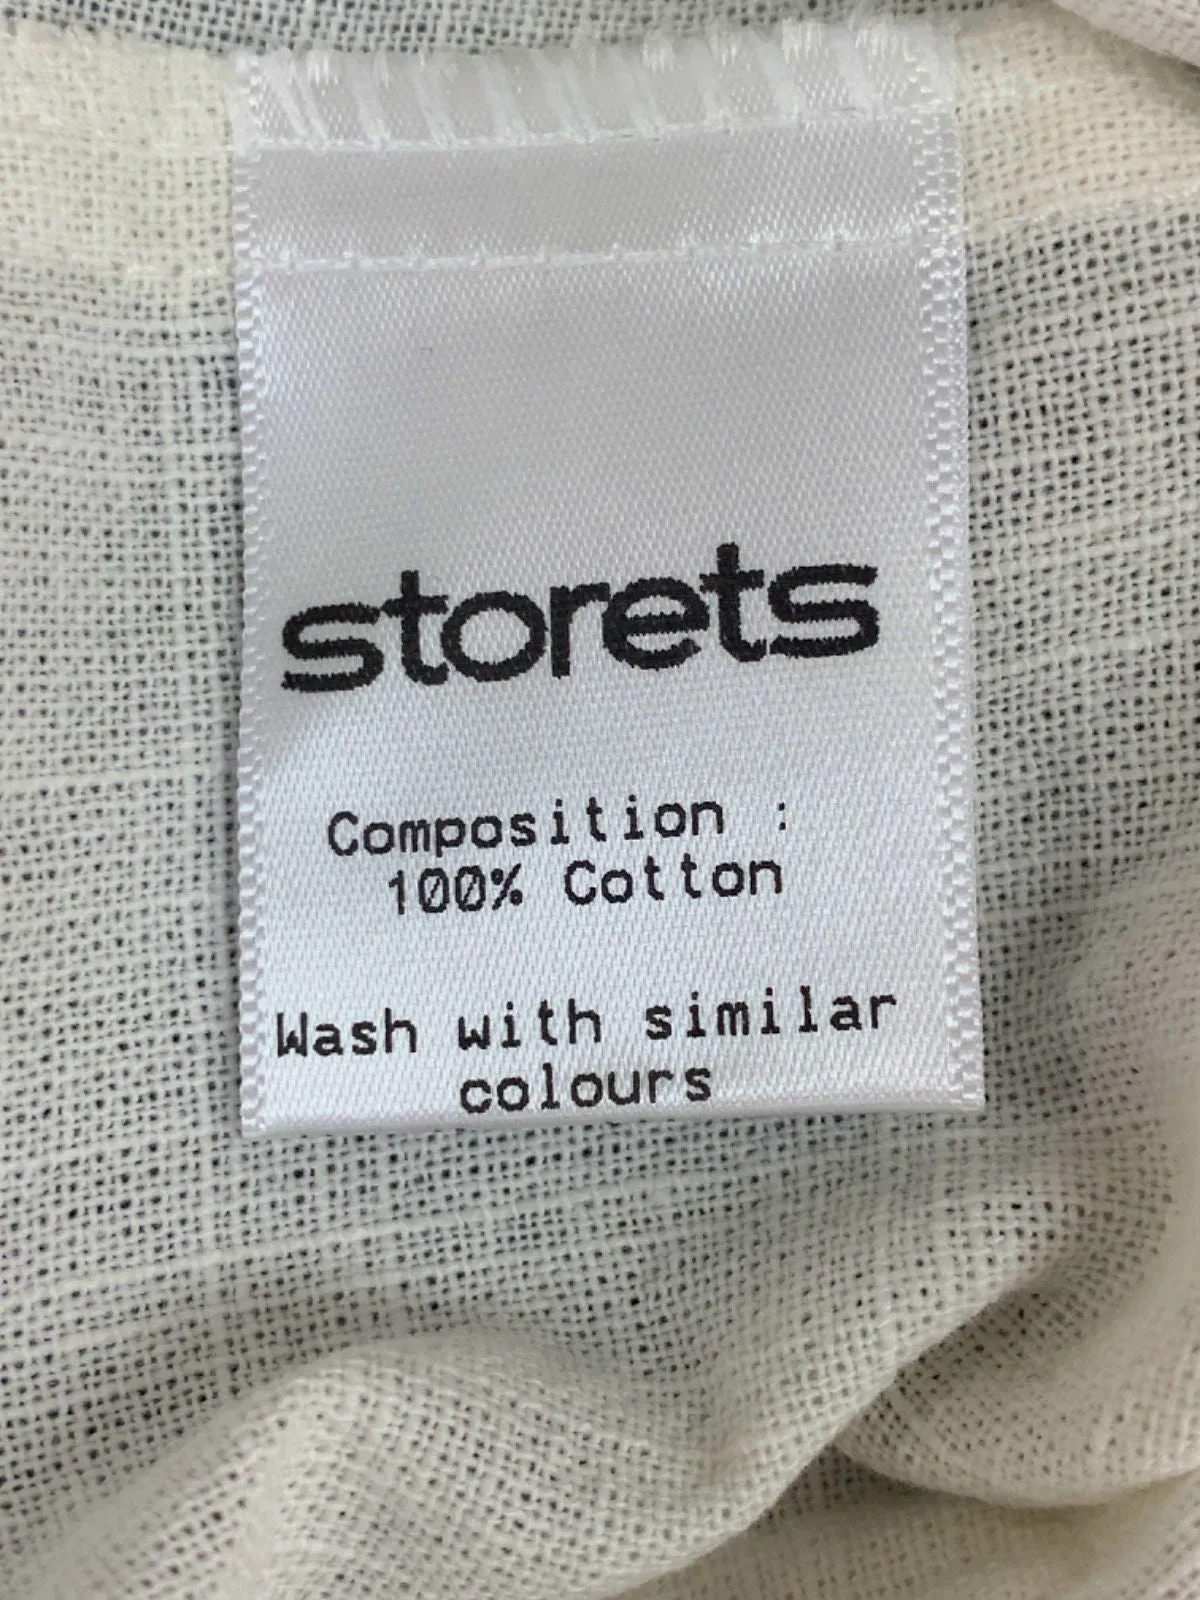 storets
Composition :
100% Cotton
Wash with similar
colours